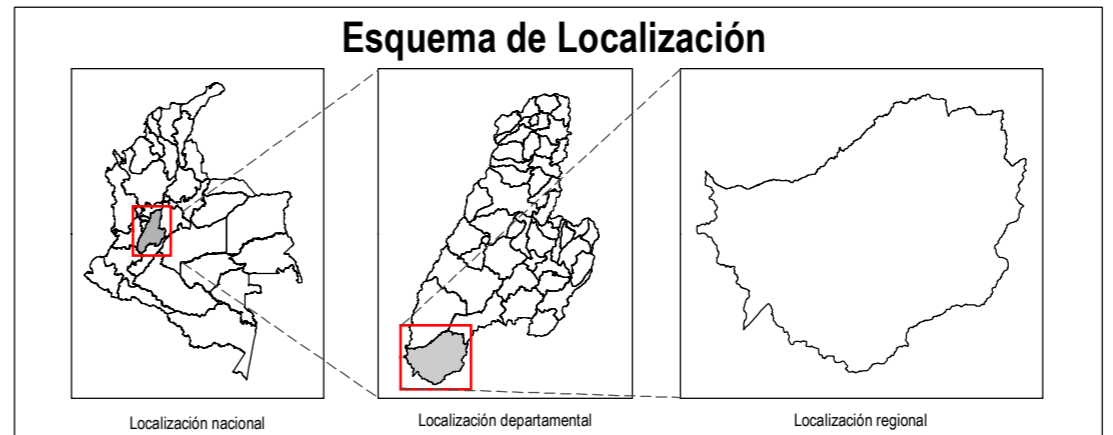 Esquema de Localización
Localización nacional
Localización departamental
Localización regional